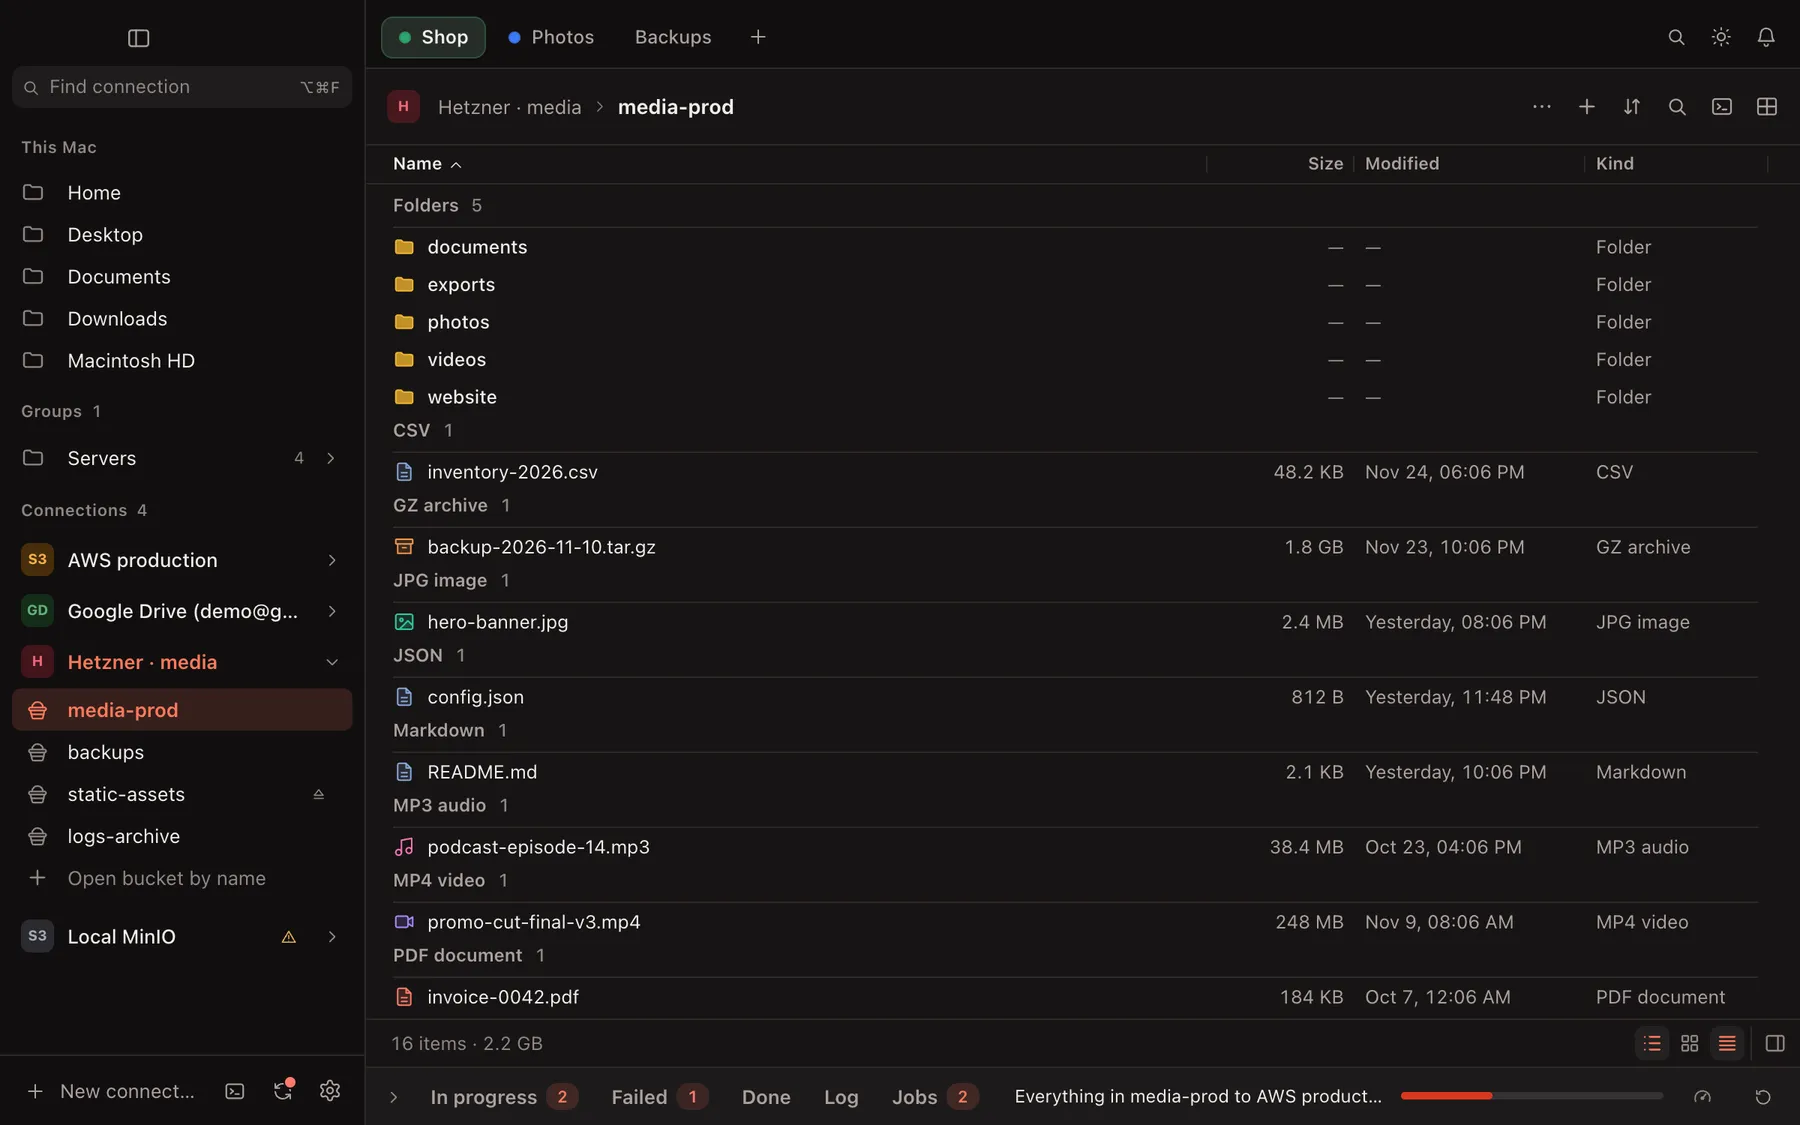 Shop
Photos
Backups
Find connection
⌥⌘F
This Mac
Home
Desktop
Documents
Downloads
Macintosh HD
Groups 1
Servers 4
Connections 4
S3 AWS production
GD Google Drive (demo@g...
H Hetzner · media
media-prod
backups
static-assets
logs-archive
Open bucket by name
S3 Local MinIO
New connect...
H Hetzner · media > media-prod
Name Size Modified Kind
Folders 5
documents — — Folder
exports — — Folder
photos — — Folder
videos — — Folder
website — — Folder
CSV 1
inventory-2026.csv 48.2 KB Nov 24, 06:06 PM CSV
GZ archive 1
backup-2026-11-10.tar.gz 1.8 GB Nov 23, 10:06 PM GZ archive
JPG image 1
hero-banner.jpg 2.4 MB Yesterday, 08:06 PM JPG image
JSON 1
config.json 812 B Yesterday, 11:48 PM JSON
Markdown 1
README.md 2.1 KB Yesterday, 10:06 PM Markdown
MP3 audio 1
podcast-episode-14.mp3 38.4 MB Oct 23, 04:06 PM MP3 audio
MP4 video 1
promo-cut-final-v3.mp4 248 MB Nov 9, 08:06 AM MP4 video
PDF document 1
invoice-0042.pdf 184 KB Oct 7, 12:06 AM PDF document
16 items · 2.2 GB
In progress 2 Failed 1 Done Log Jobs 2 Everything in media-prod to AWS product...